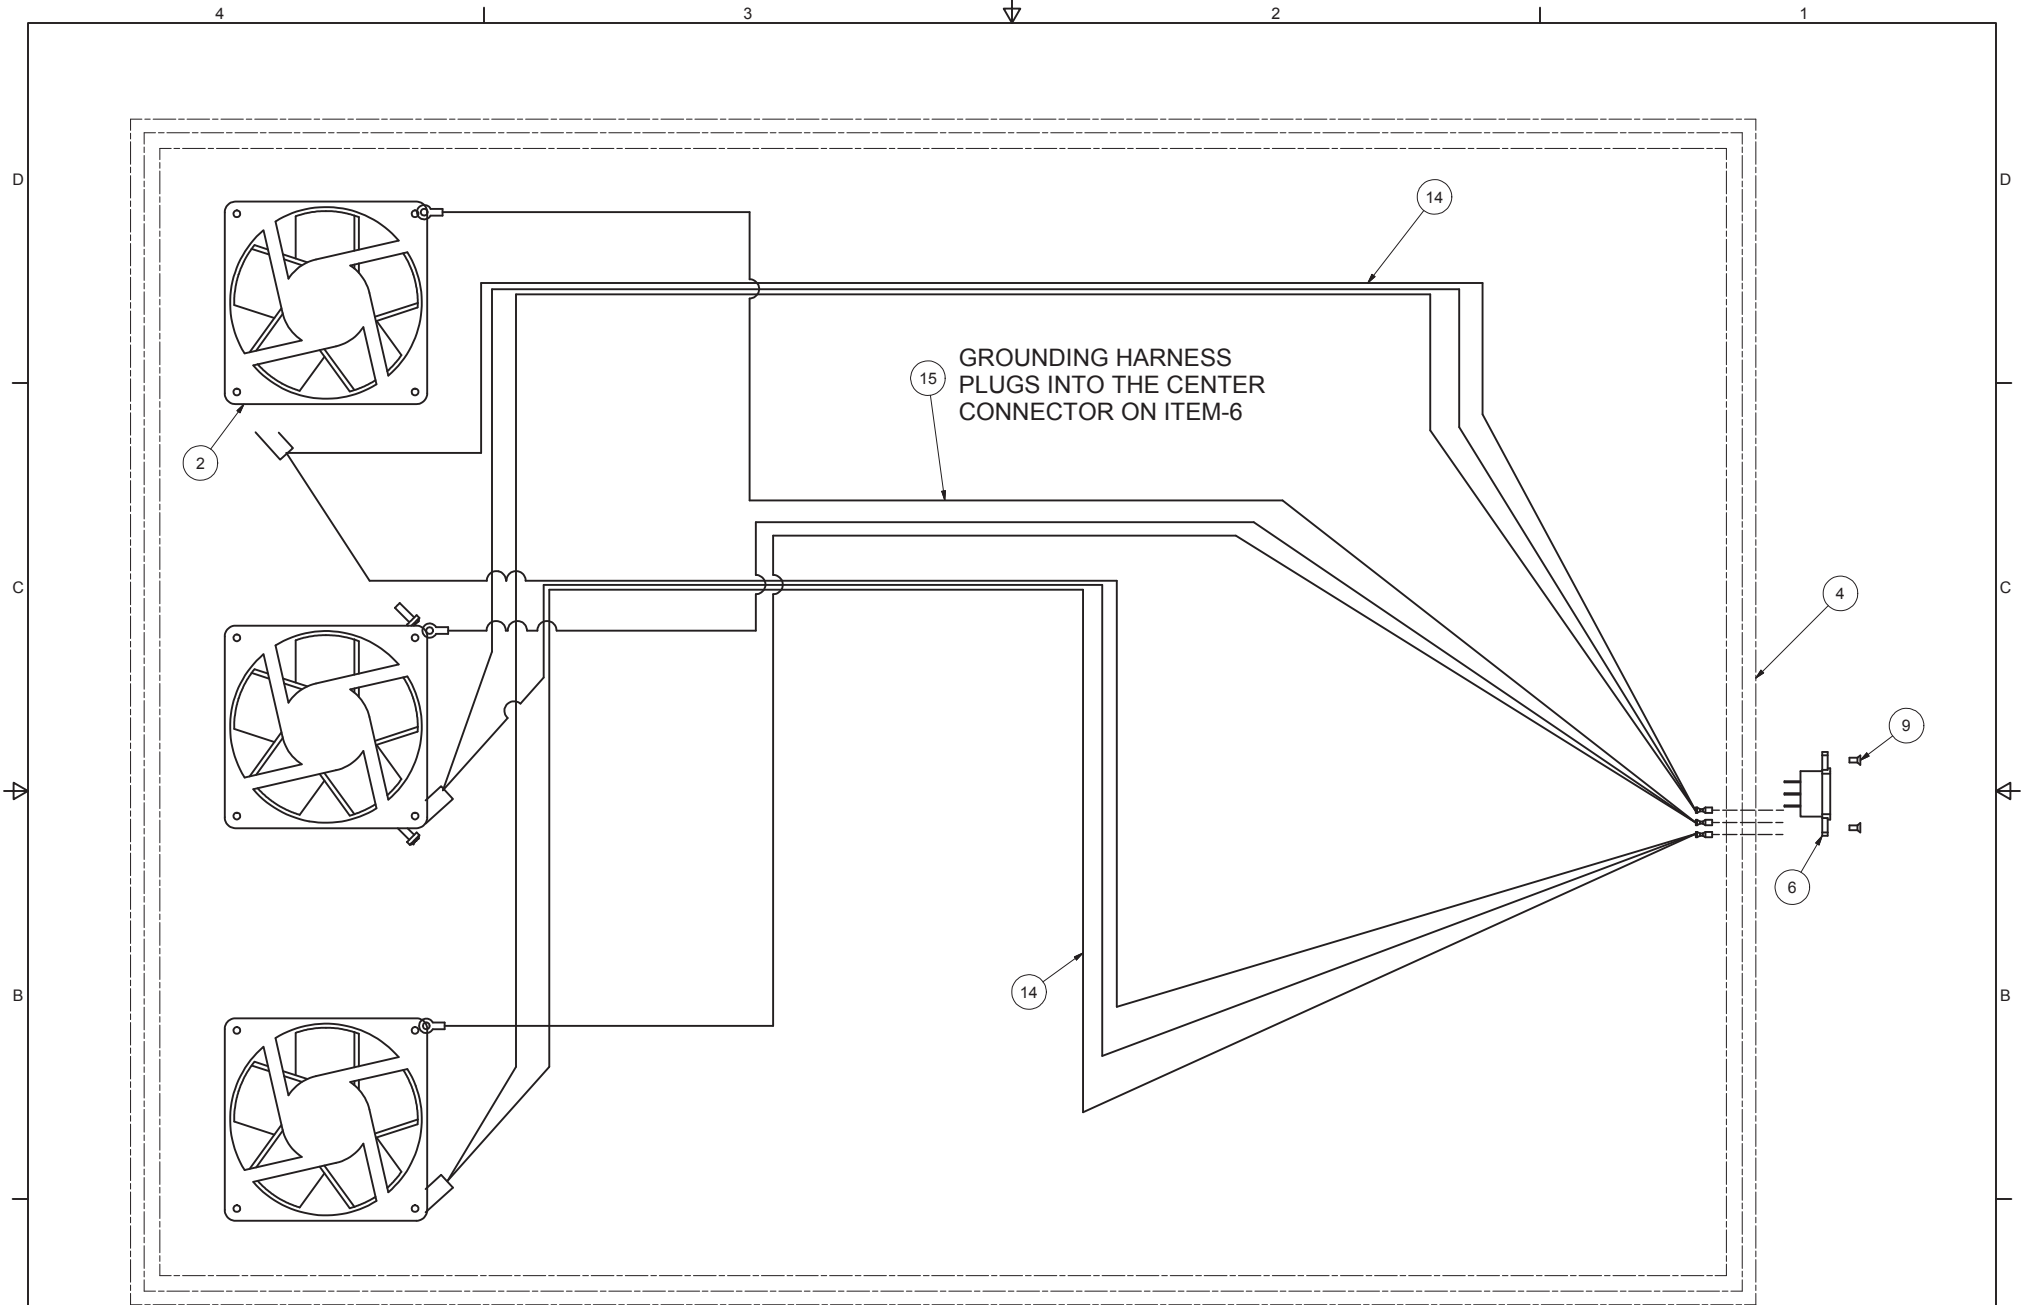 4 3 2 1
D D
14
GROUNDING HARNESS
15 PLUGS INTO THE CENTER
CONNECTOR ON ITEM-6
2
C C
4
9
6
14
B B